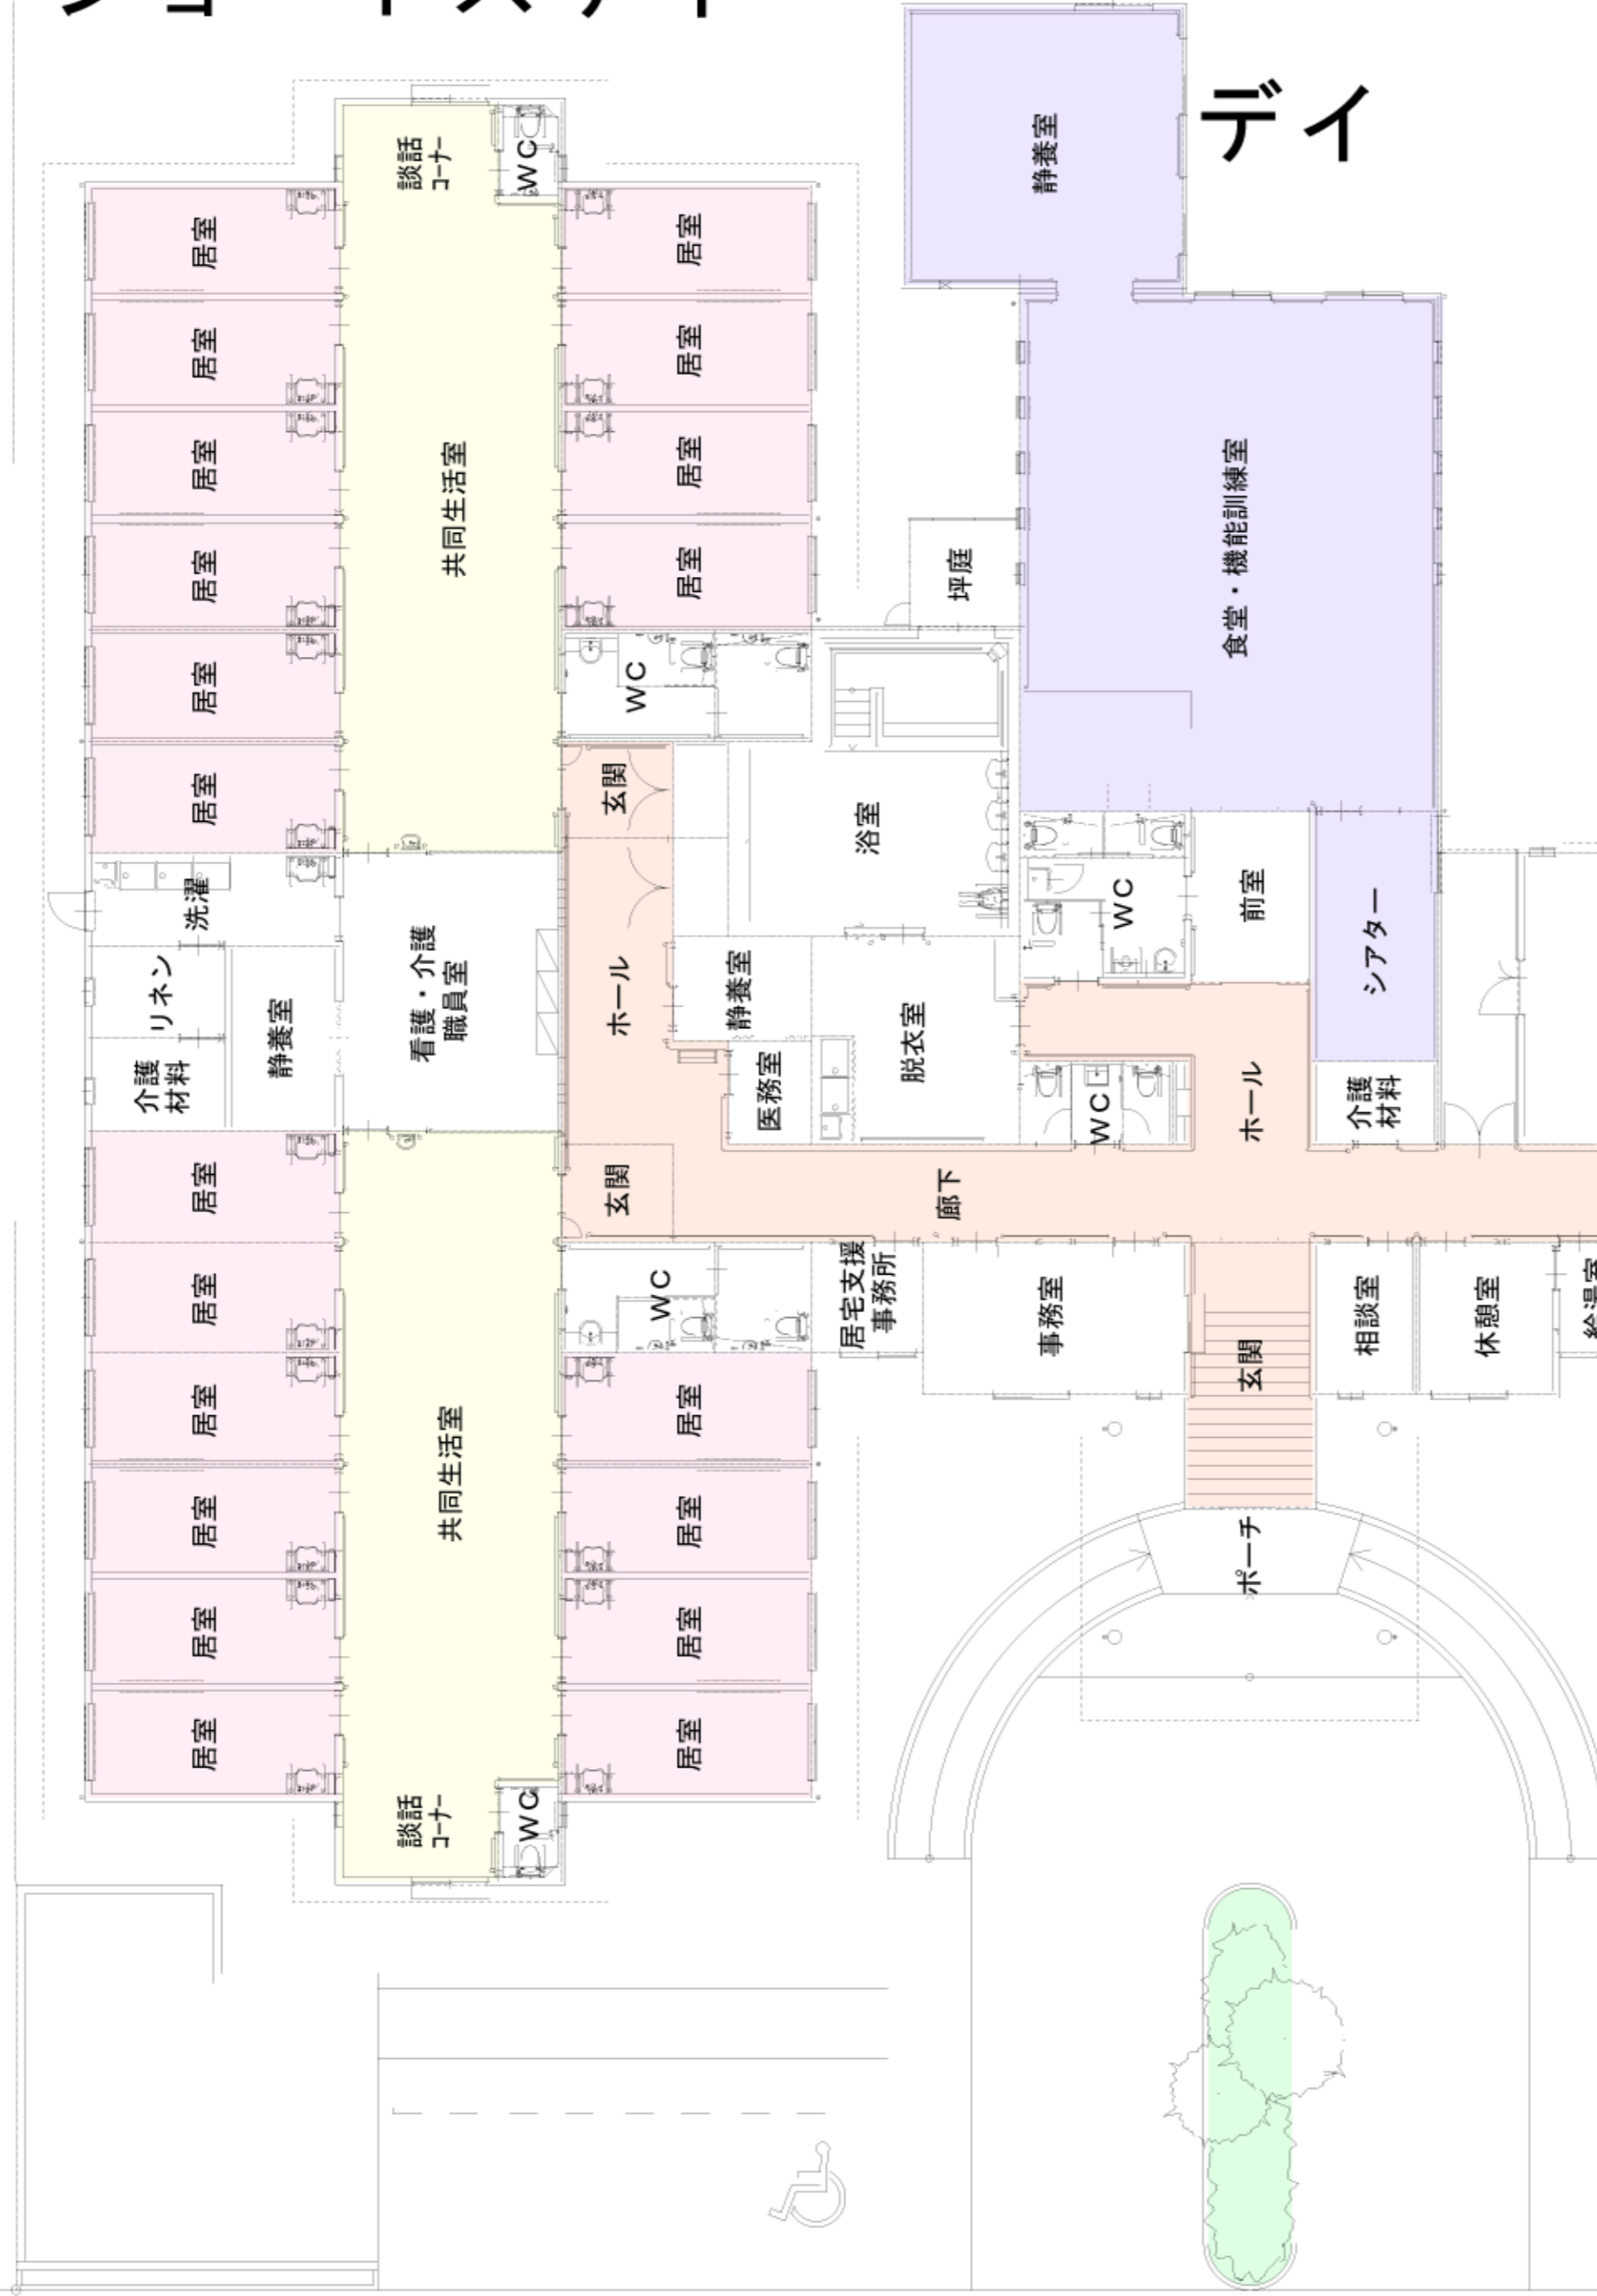 ショートステイ
デイ
静養室
談話
コーナー
WC
居室
居室
居室
居室
居室
居室
居室
居室
居室
居室
共同生活室
坪庭
食堂・機能訓練室
WC
玄関
浴室
洗濯
リネン
介護
材料
静養室
看護・介護
職員室
ホール
静養室
医務室
脱衣室
WC
前室
シアター
WC
ホール
介護
材料
玄関
廊下
居室
居室
居室
居室
居室
居室
居室
居室
居室
居室
共同生活室
WC
居宅支援
事務所
事務室
玄関
相談室
休憩室
ポーチ
談話
コーナー
WC